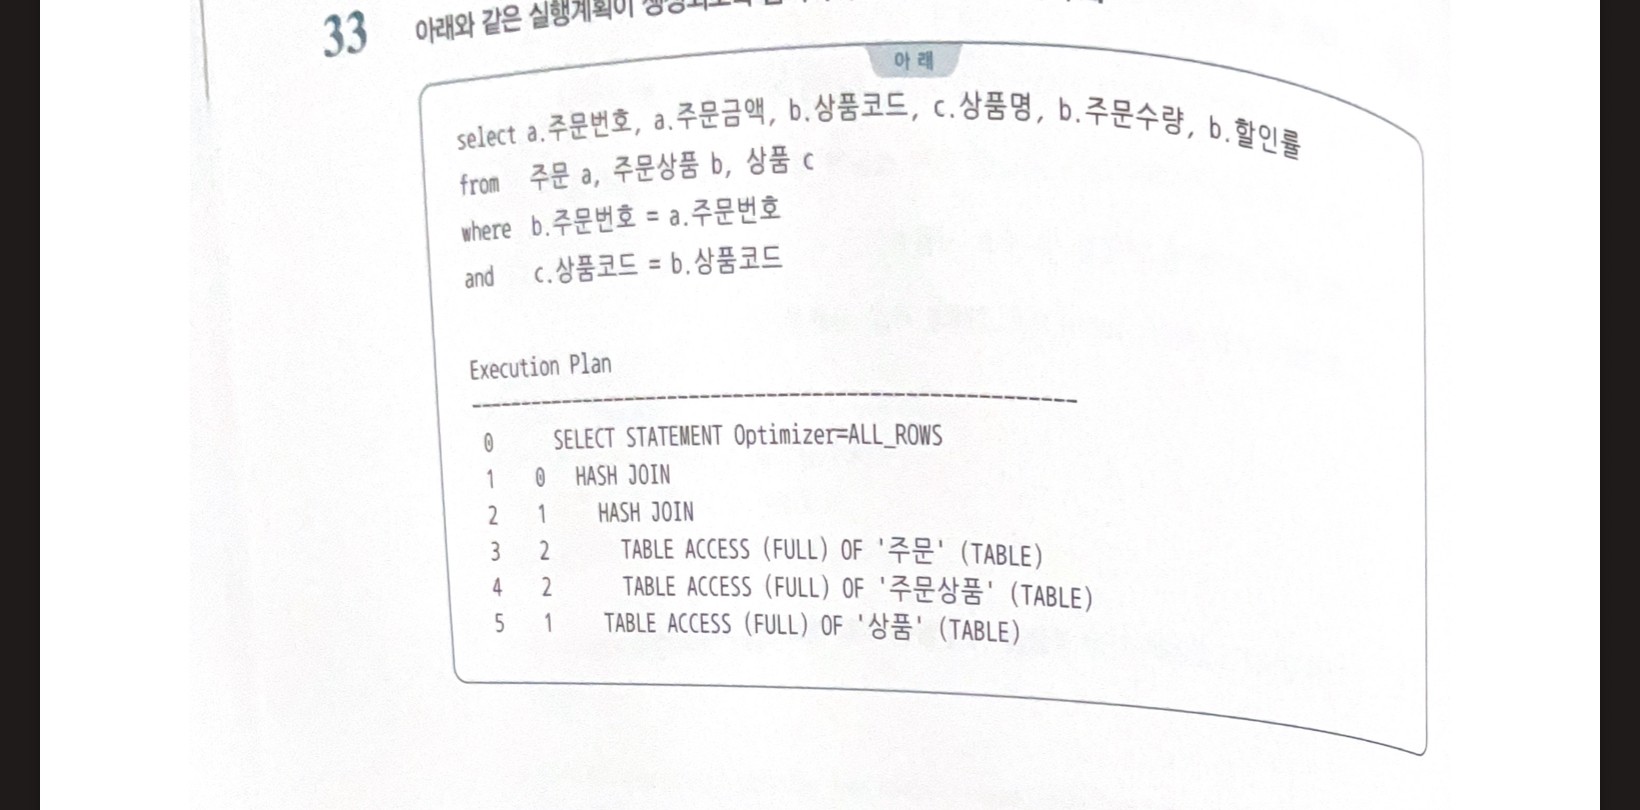 33
아래와 같은 실행계획이
아 래
select a.주문번호, a.주문금액, b.상품코드, c.상품명, b.주문수량, b.할인률
from 주문 a, 주문상품 b, 상품 c
where b.주문번호 = a.주문번호
and c.상품코드 = b.상품코드
Execution Plan
------------------------------------------------------------
0 SELECT STATEMENT Optimizer=ALL_ROWS
1 0 HASH JOIN
2 1 HASH JOIN
3 2 TABLE ACCESS (FULL) OF '주문' (TABLE)
4 2 TABLE ACCESS (FULL) OF '주문상품' (TABLE)
5 1 TABLE ACCESS (FULL) OF '상품' (TABLE)